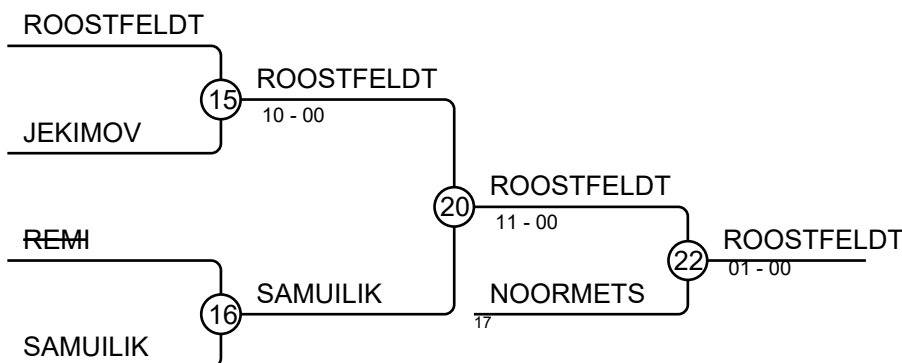 ROOSTFELDT
15
ROOSTFELDT
10 - 00
JEKIMOV
20
ROOSTFELDT
11 - 00
REMI
22
ROOSTFELDT
01 - 00
16
SAMUILIK
NOORMETS
17
SAMUILIK